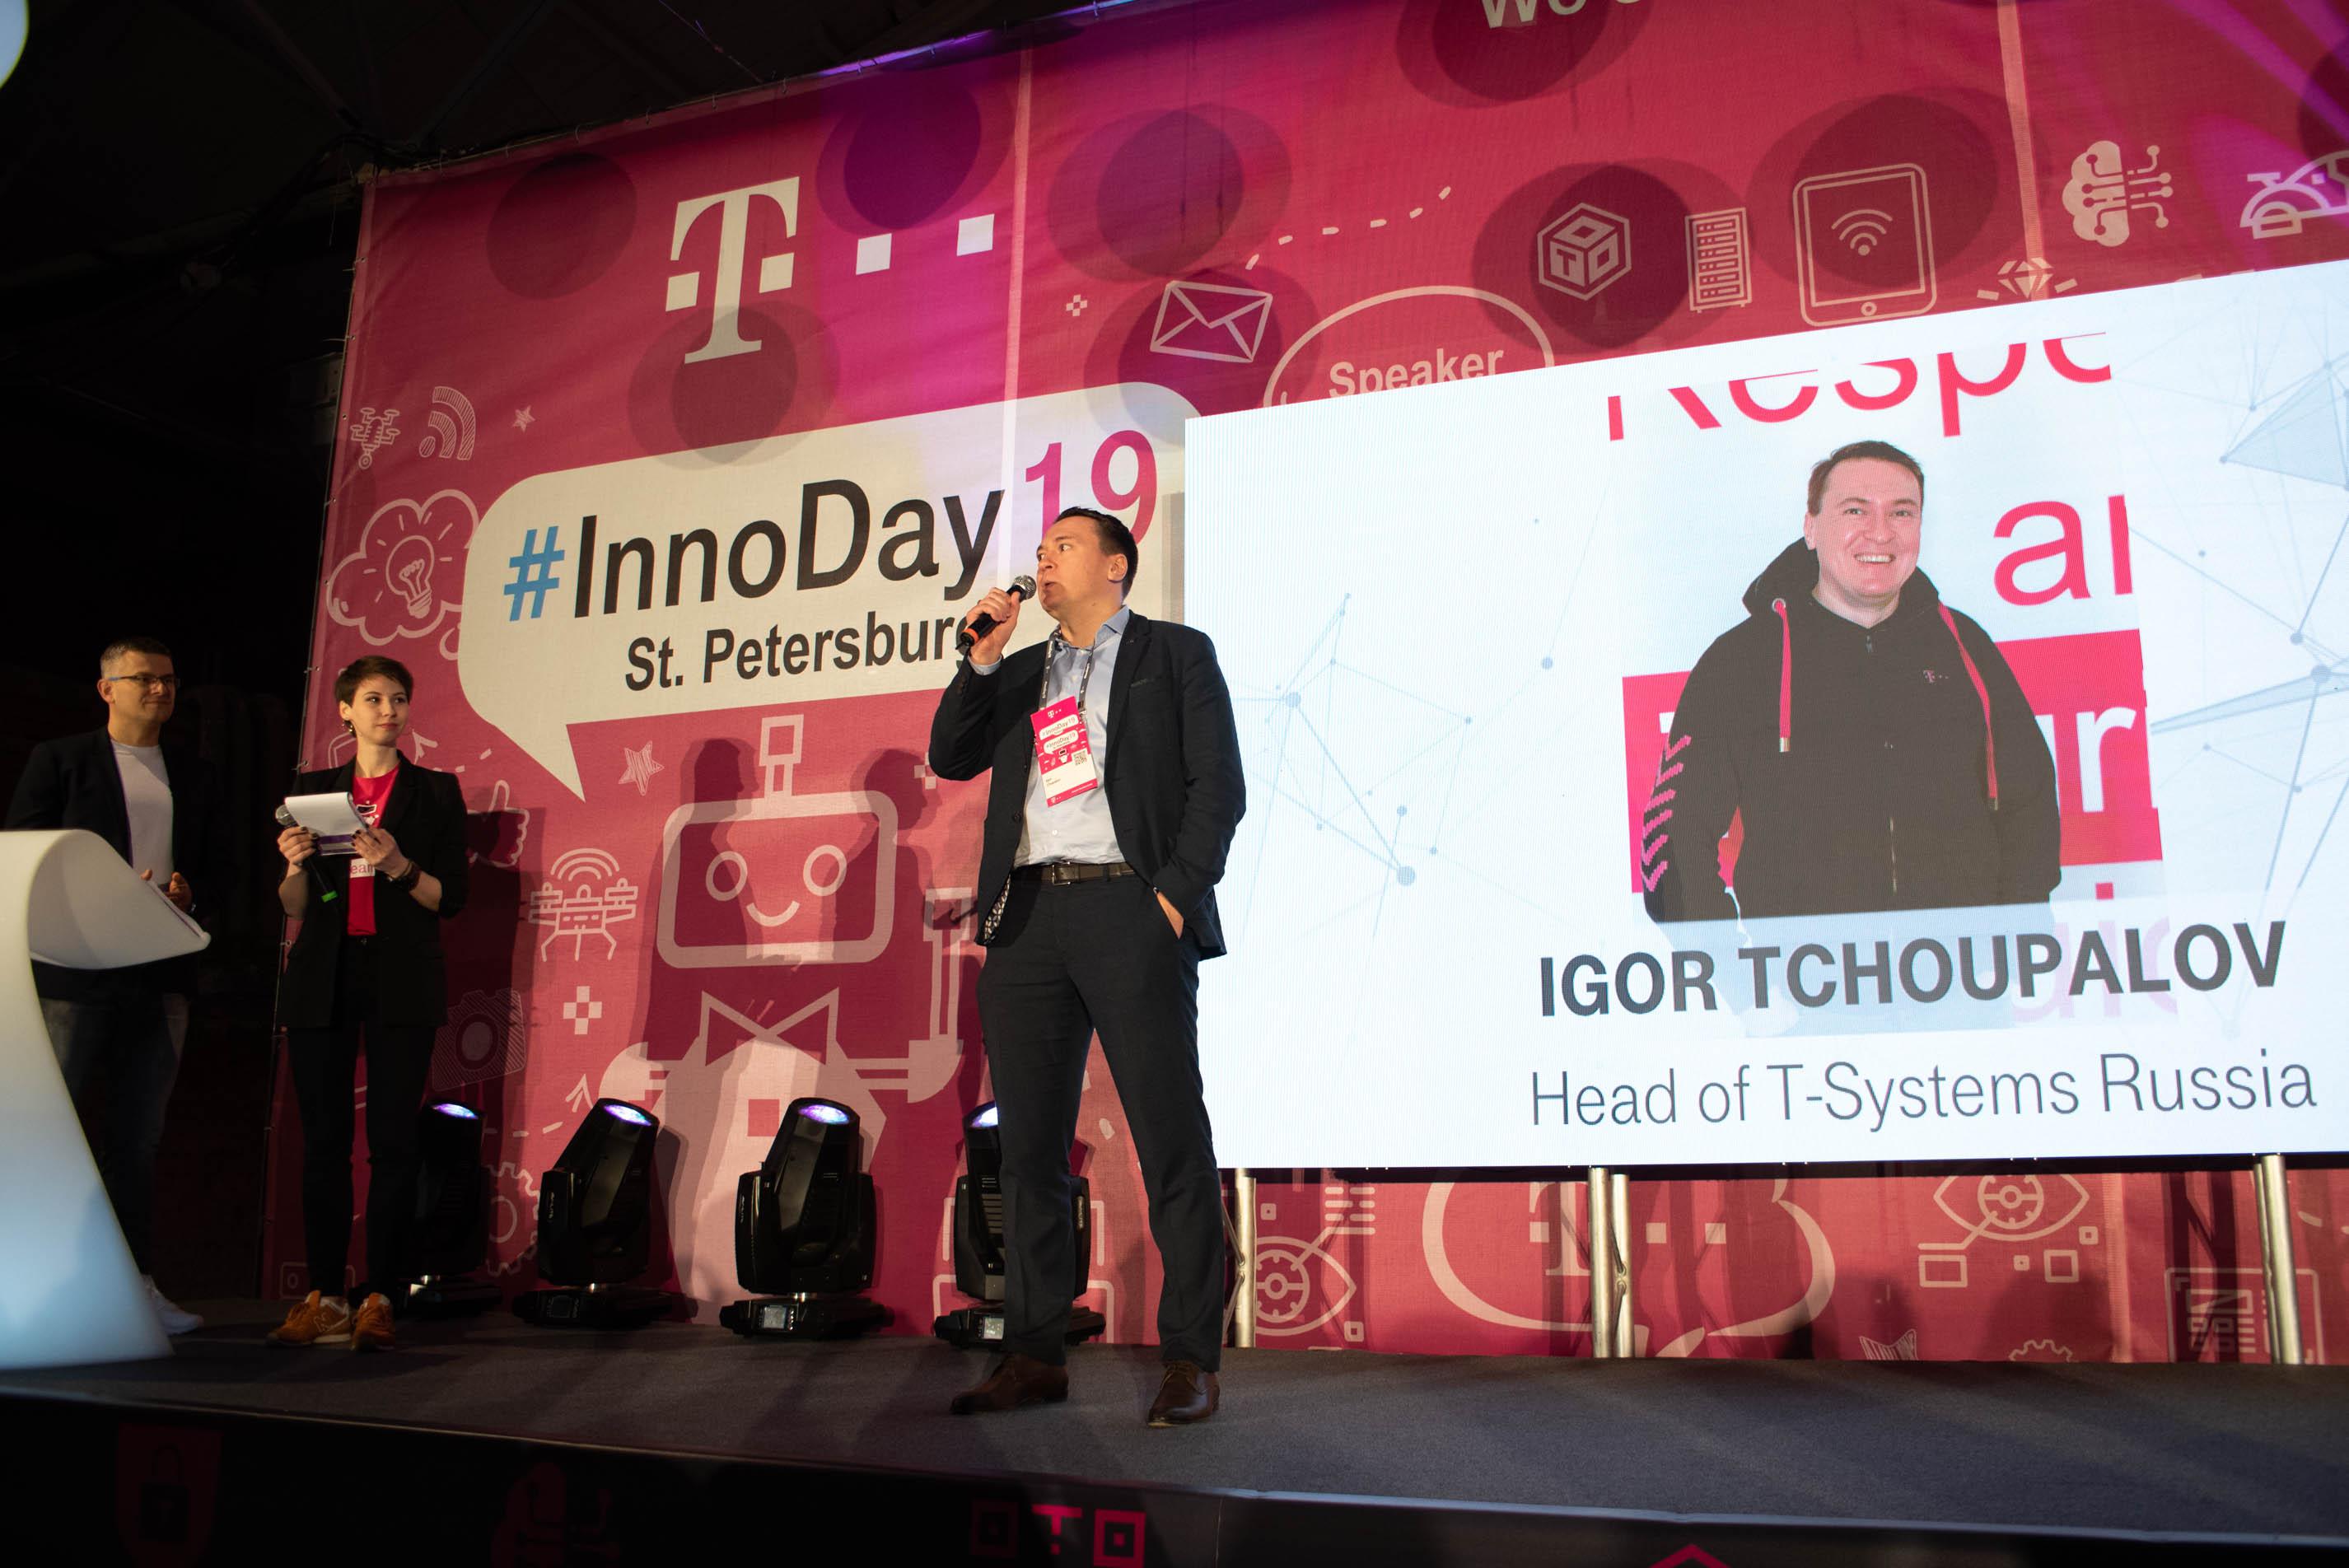 T
#InnoDay19
St. Petersburg
Speaker
IGOR TCHOUPALOV
Head of T-Systems Russia